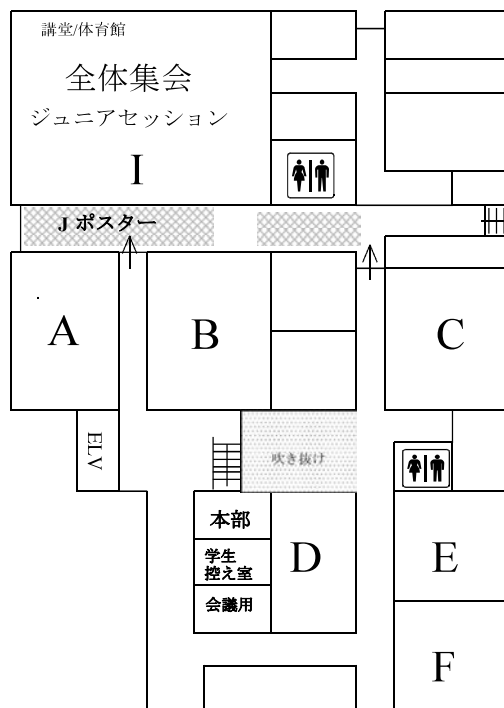 講堂/体育館
全体集会
ジュニアセッション
I
J ポスター
A
B
C
ELV
吹き抜け
本部
学生
控え室
会議用
D
E
F